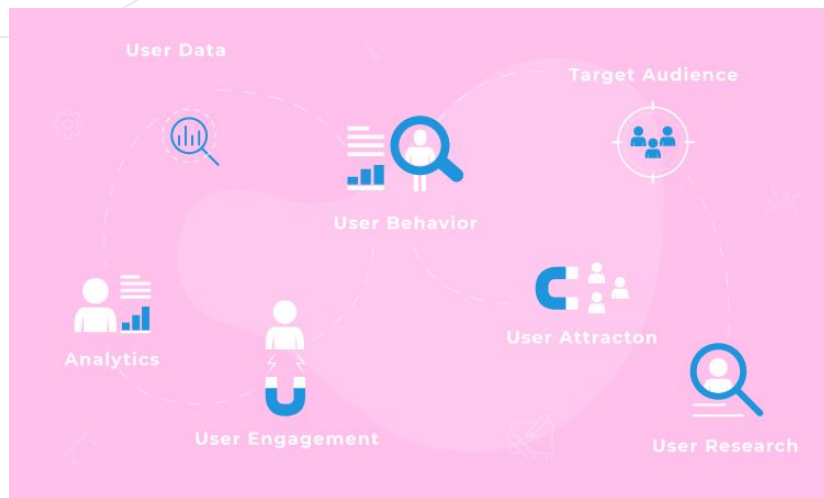 User Data
Target Audience
User Behavior
User Attracton
Analytics
User Engagement
User Research